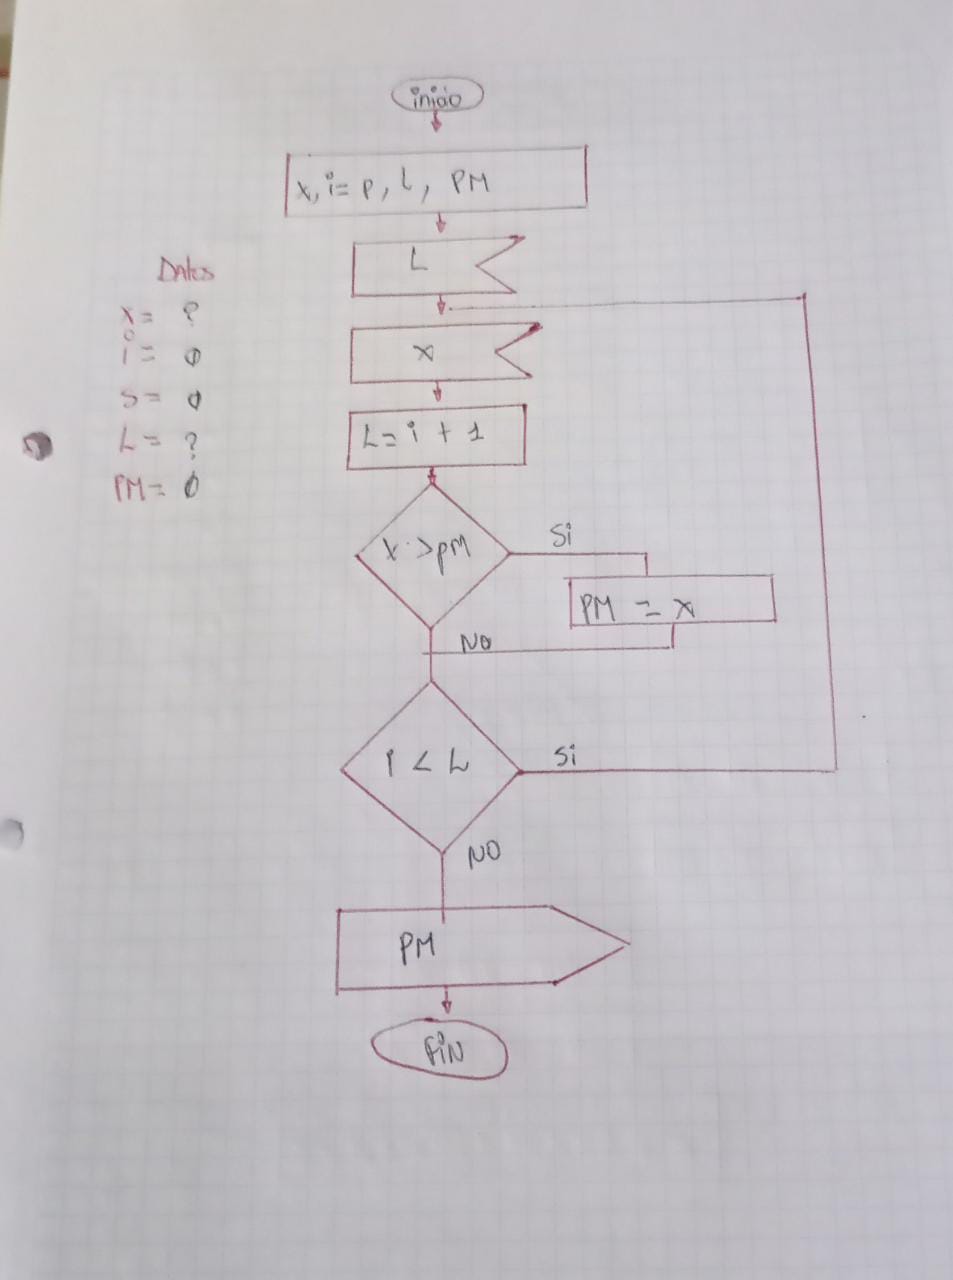 inicio
x, i= p, L, PM
L
Datos
x= ?
i= 0
x
S= 0
L= i + 1
L= ?
PM= 0
x >pM
Si
PM = x
NO
I < L
Si
NO
PM
FiN